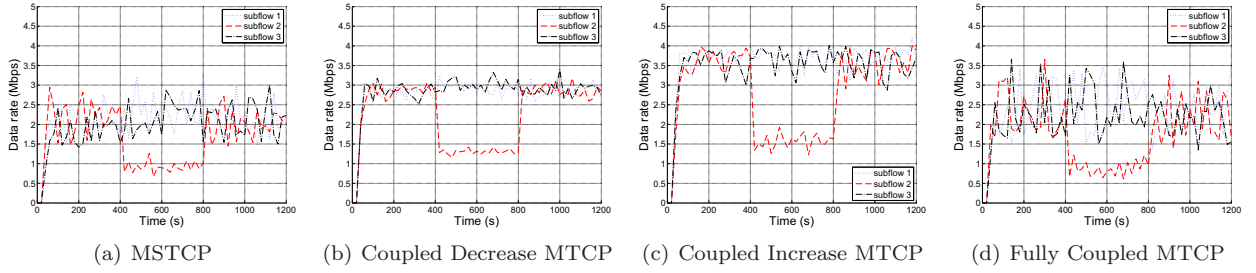 5
4.5
4
3.5
3
2.5
2
1.5
1
0.5
0
Data rate (Mbps)
0 200 400 600 800 1000 1200
Time (s)
subflow 1
subflow 2
subflow 3
(a) MSTCP
5
4.5
4
3.5
3
2.5
2
1.5
1
0.5
0
Data rate (Mbps)
0 200 400 600 800 1000 1200
Time (s)
subflow 1
subflow 2
subflow 3
(b) Coupled Decrease MTCP
5
4.5
4
3.5
3
2.5
2
1.5
1
0.5
0
Data rate (Mbps)
0 200 400 600 800 1000 1200
Time (s)
subflow 1
subflow 2
subflow 3
(c) Coupled Increase MTCP
5
4.5
4
3.5
3
2.5
2
1.5
1
0.5
0
Data rate (Mbps)
0 200 400 600 800 1000 1200
Time (s)
subflow 1
subflow 2
subflow 3
(d) Fully Coupled MTCP